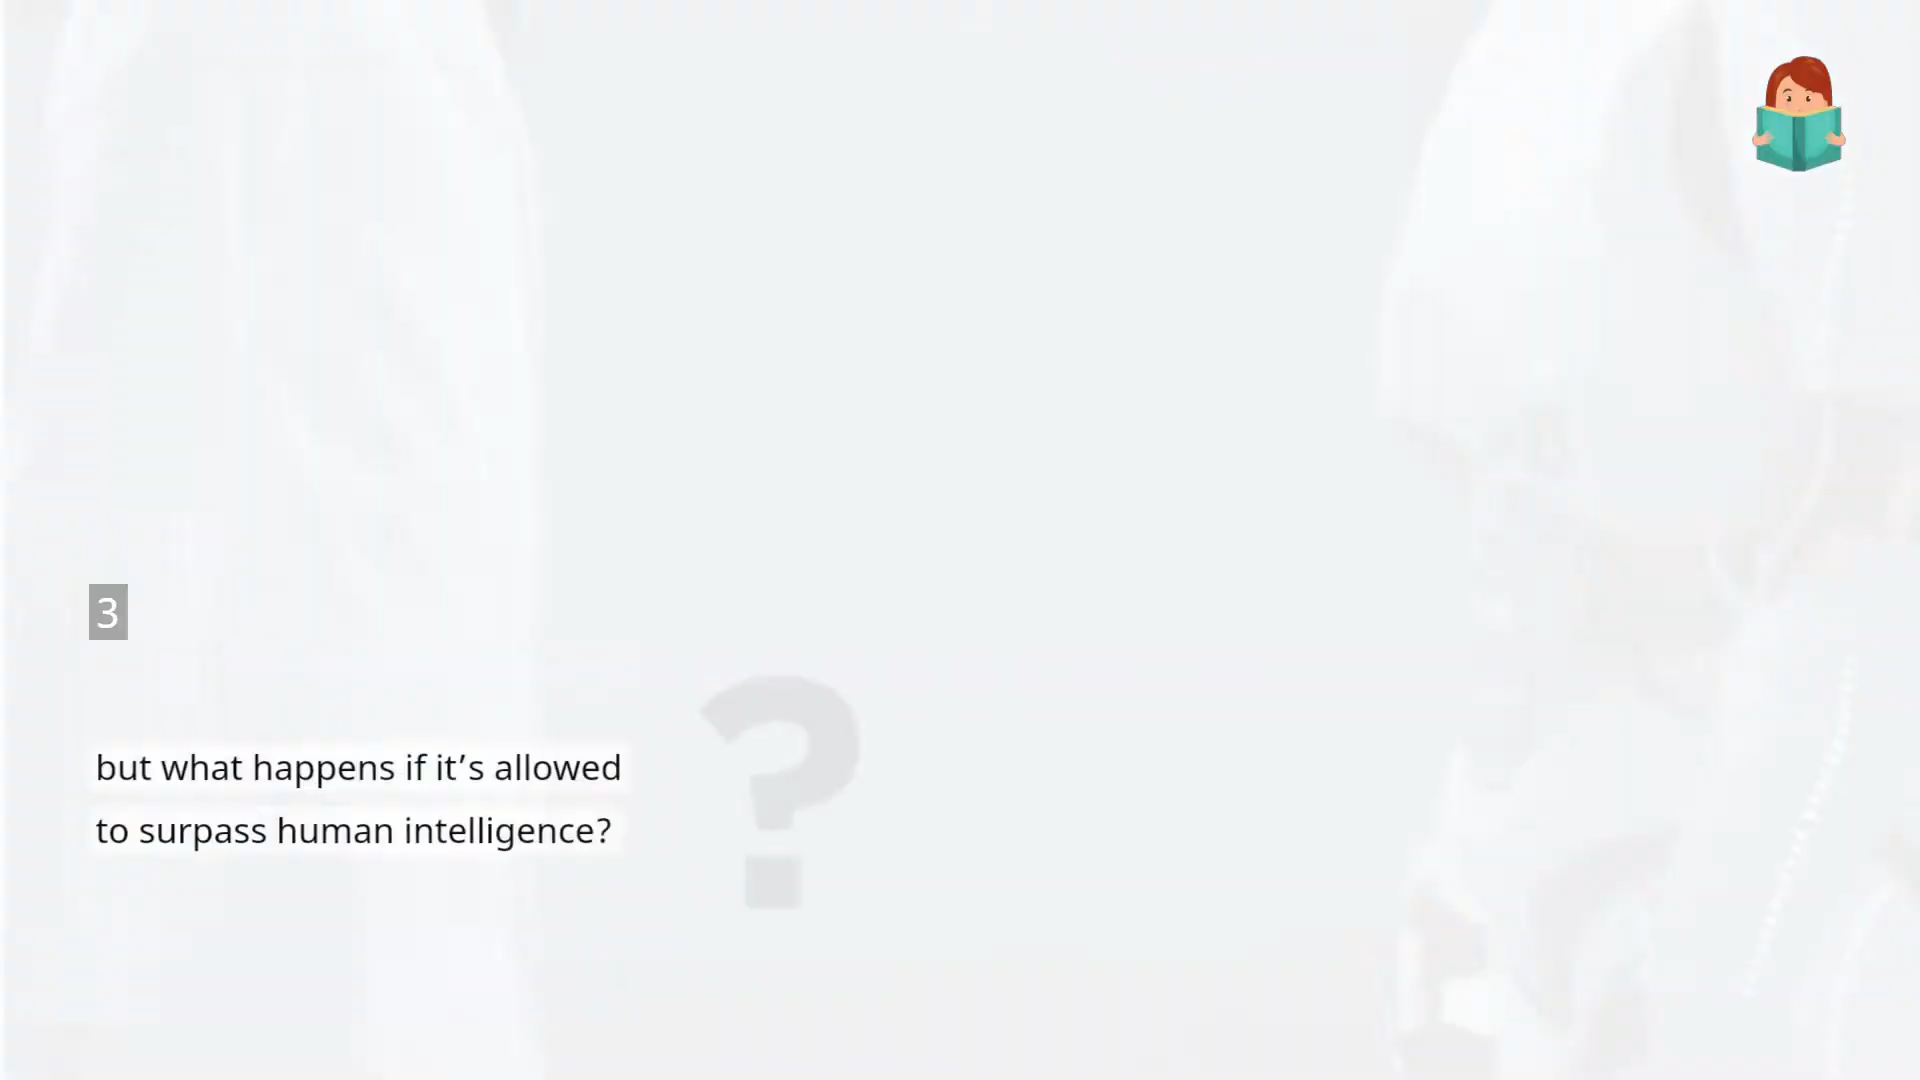 3
but what happens if it’s allowed
to surpass human intelligence?
?